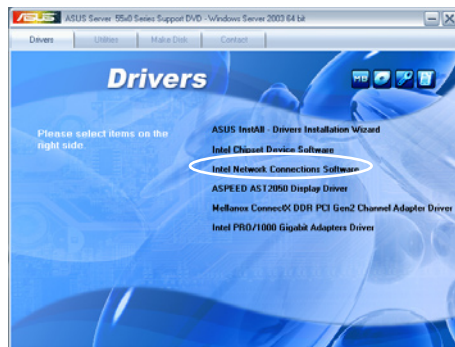 ASUS Server 55x0 Series Support DVD - Windows Server 2003 64 bit
Drivers
Utilities
Make Disk
Contact
Drivers
Please select items on the
right side.
ASUS InstAll - Drivers Installation Wizard
Intel Chipset Device Software
Intel Network Connections Software
ASPEED AST2050 Display Driver
Mellanox ConnectX DDR PCI Gen2 Channel Adapter Driver
Intel PRO/1000 Gigabit Adapters Driver